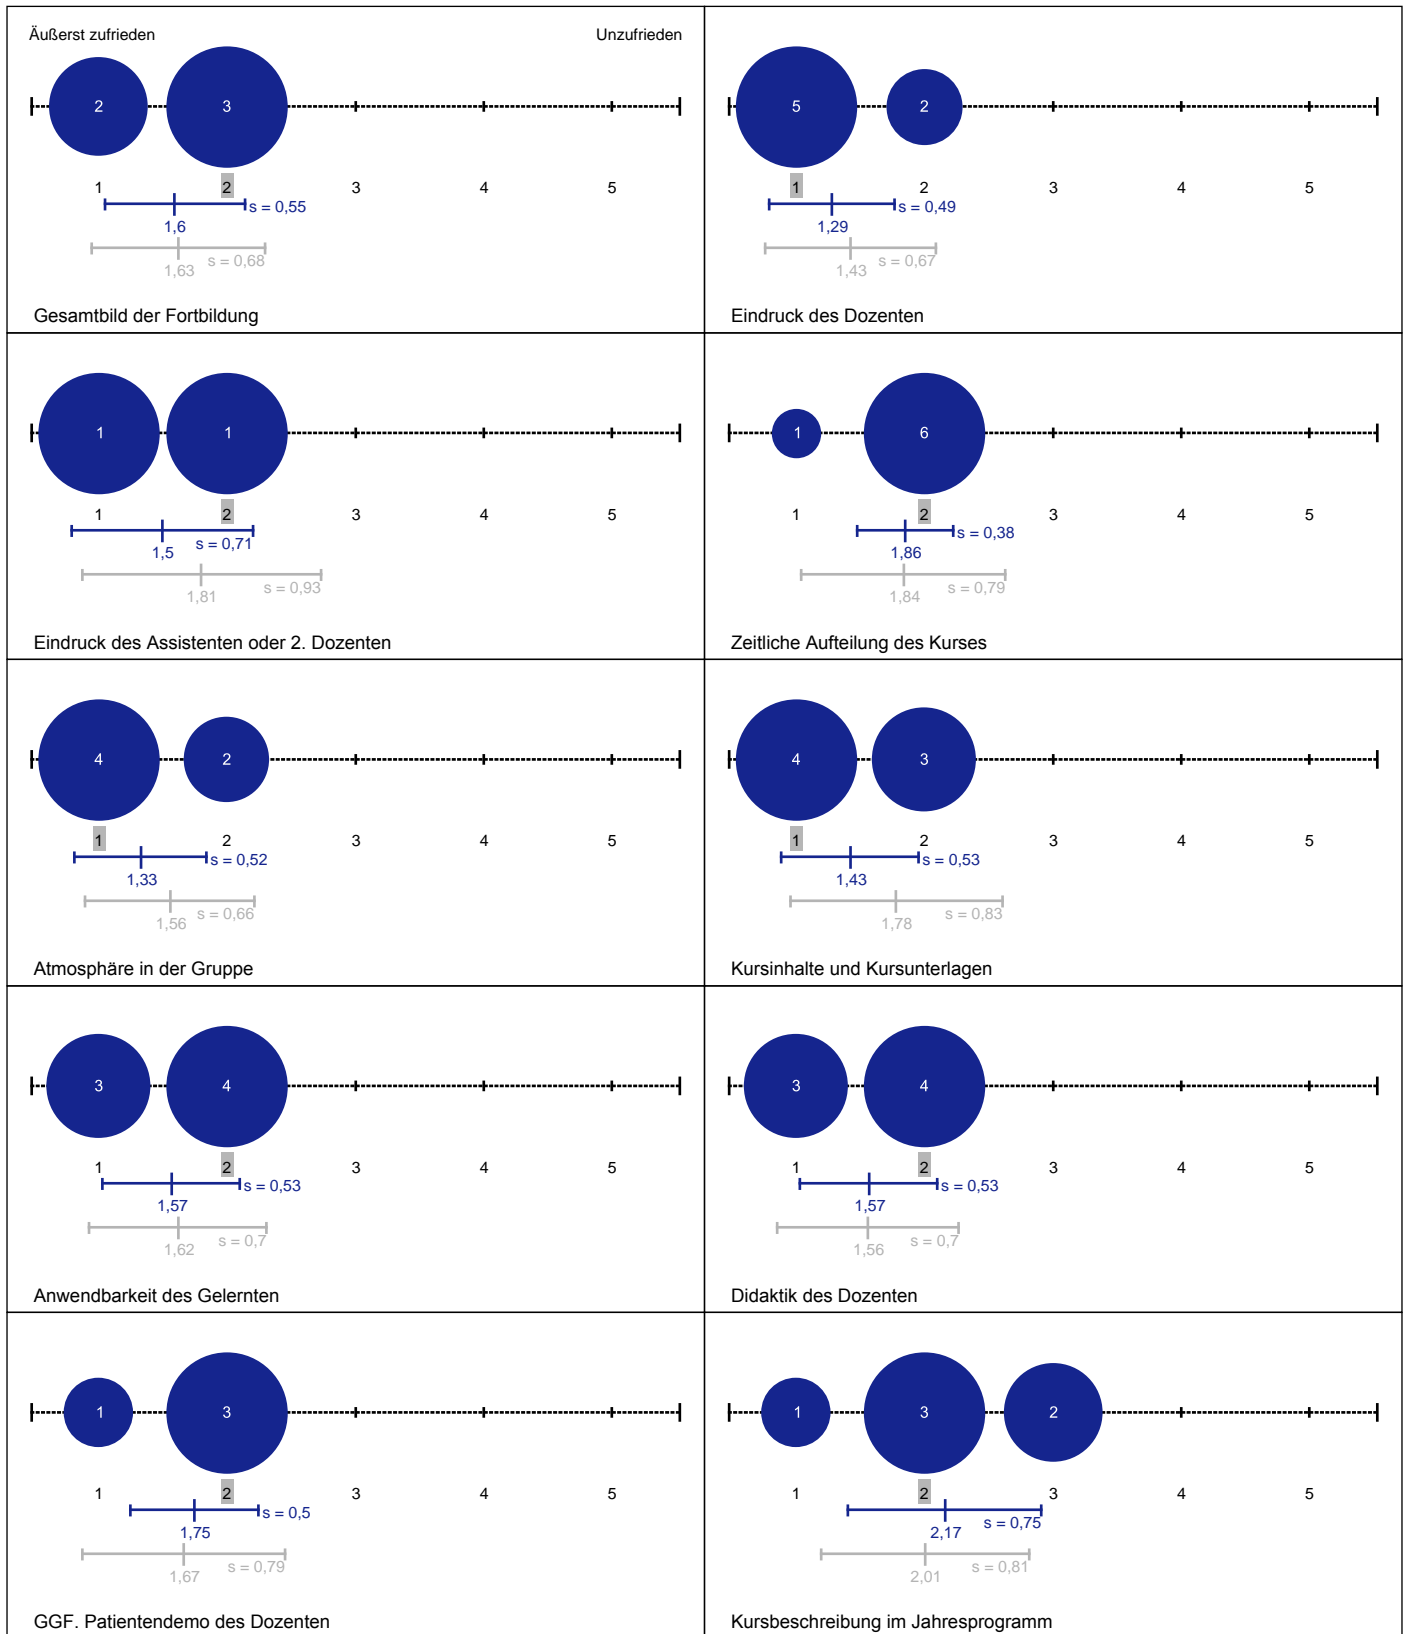 Äußerst zufrieden Unzufrieden
2 3
1 2 3 4 5
s = 0,55
1,6
s = 0,68
1,63
Gesamtbild der Fortbildung
5 2
1 2 3 4 5
s = 0,49
1,29
s = 0,67
1,43
Eindruck des Dozenten
1 1
1 2 3 4 5
s = 0,71
1,5
s = 0,93
1,81
Eindruck des Assistenten oder 2. Dozenten
1 6
1 2 3 4 5
s = 0,38
1,86
s = 0,79
1,84
Zeitliche Aufteilung des Kurses
4 2
1 2 3 4 5
s = 0,52
1,33
s = 0,66
1,56
Atmosphäre in der Gruppe
4 3
1 2 3 4 5
s = 0,53
1,43
s = 0,83
1,78
Kursinhalte und Kursunterlagen
3 4
1 2 3 4 5
s = 0,53
1,57
s = 0,7
1,62
Anwendbarkeit des Gelernten
3 4
1 2 3 4 5
s = 0,53
1,57
s = 0,7
1,56
Didaktik des Dozenten
1 3
1 2 3 4 5
s = 0,5
1,75
s = 0,79
1,67
GGF. Patientendemo des Dozenten
1 3 2
1 2 3 4 5
s = 0,75
2,17
s = 0,81
2,01
Kursbeschreibung im Jahresprogramm